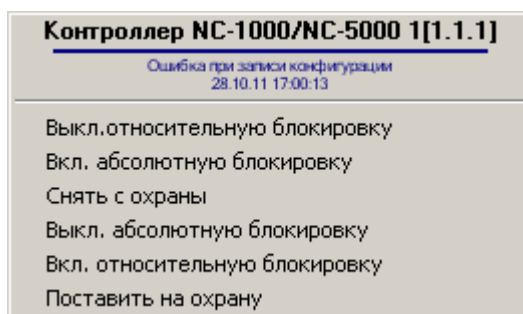 Контроллер NC-1000/NC-5000 1[1.1.1]
Ошибка при записи конфигурации
28.10.11 17:00:13
Выкл.относительную блокировку
Вкл. абсолютную блокировку
Снять с охраны
Выкл. абсолютную блокировку
Вкл. относительную блокировку
Поставить на охрану